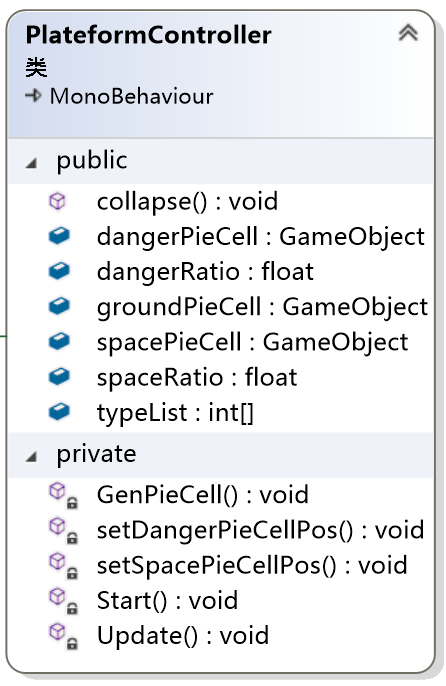 PlateformController
类
MonoBehaviour
public
collapse() : void
dangerPieCell : GameObject
dangerRatio : float
groundPieCell : GameObject
spacePieCell : GameObject
spaceRatio : float
typeList : int[]
private
GenPieCell() : void
setDangerPieCellPos() : void
setSpacePieCellPos() : void
Start() : void
Update() : void